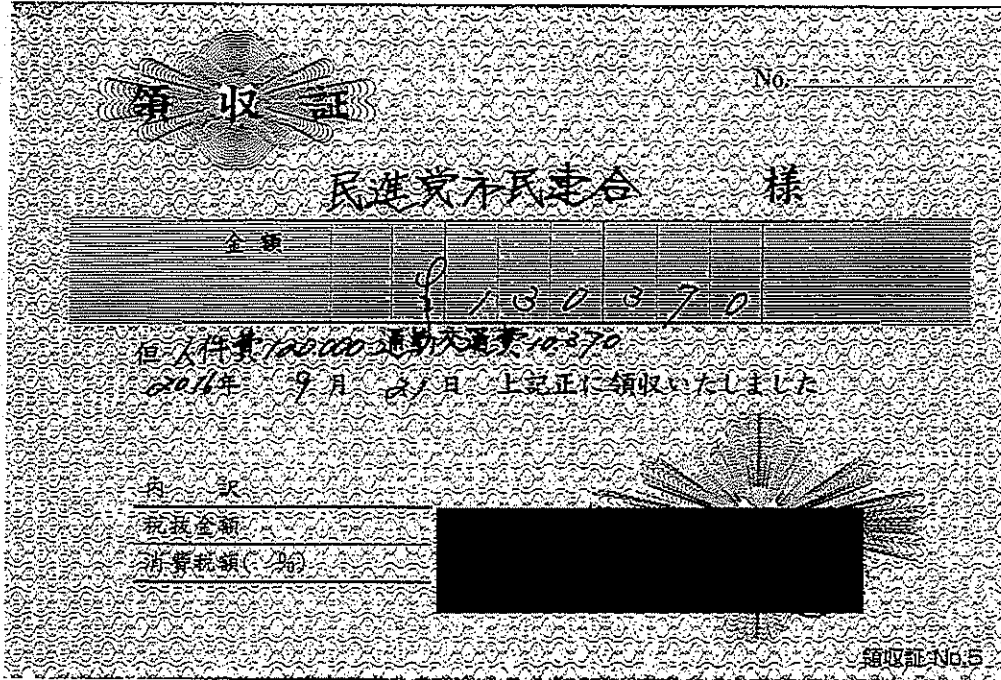 領収証
No.
民進党市民連合 様
金額
¥130370
但 人件費120,000 通勤交通費10,370
2016年 9月 21日 上記正に領収いたしました
内 訳
税抜金額
消費税額( %)
領収証 No.5